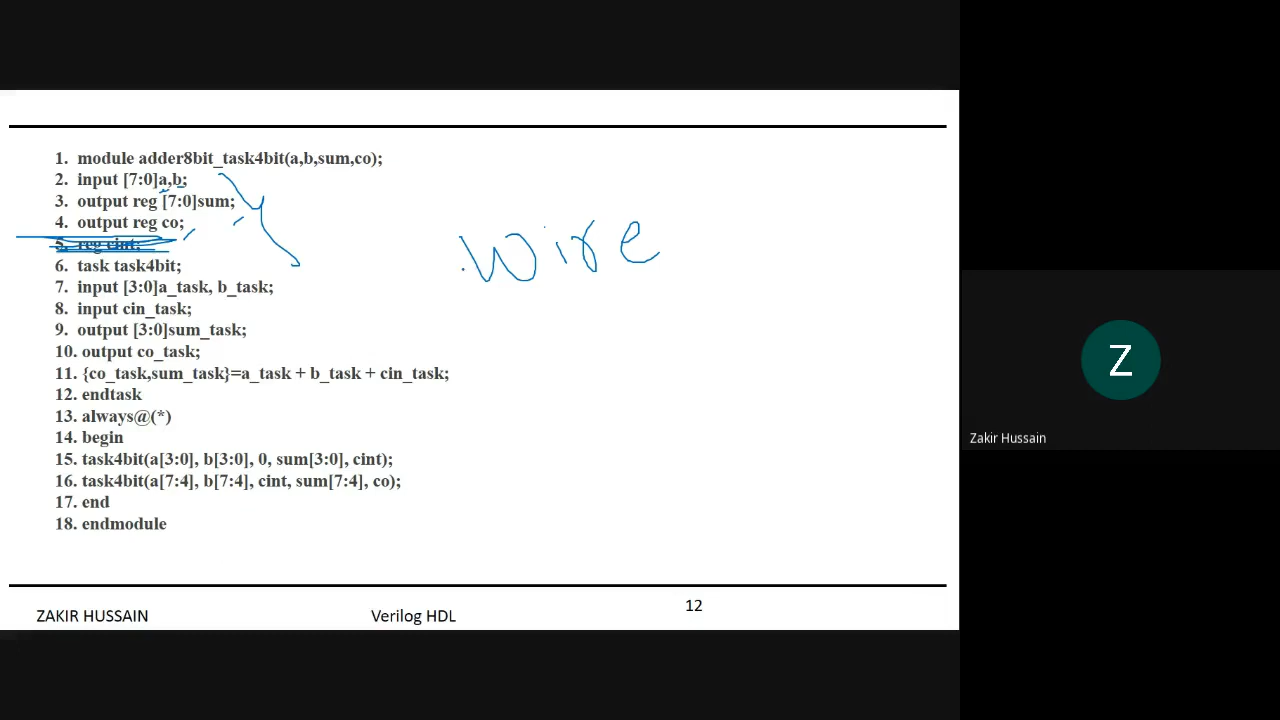 1. module adder8bit_task4bit(a,b,sum,co);
2. input [7:0]a,b;
3. output reg [7:0]sum;
4. output reg co;
5. reg cint;
6. task task4bit;
7. input [3:0]a_task, b_task;
8. input cin_task;
9. output [3:0]sum_task;
10. output co_task;
11. {co_task,sum_task}=a_task + b_task + cin_task;
12. endtask
13. always@(*)
14. begin
15. task4bit(a[3:0], b[3:0], 0, sum[3:0], cint);
16. task4bit(a[7:4], b[7:4], cint, sum[7:4], co);
17. end
18. endmodule
wire
ZAKIR HUSSAIN Verilog HDL 12
Z
Zakir Hussain